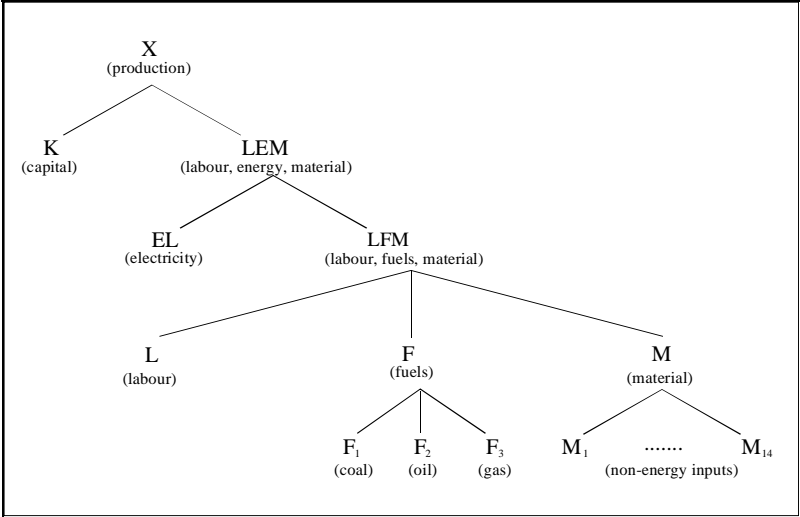 X
(production)
K LEM
(capital) (labour, energy, material)
EL LFM
(electricity) (labour, fuels, material)
L F M
(labour) (fuels) (material)
F1 F2 F3 M1 ....... M14
(coal) (oil) (gas) (non-energy inputs)